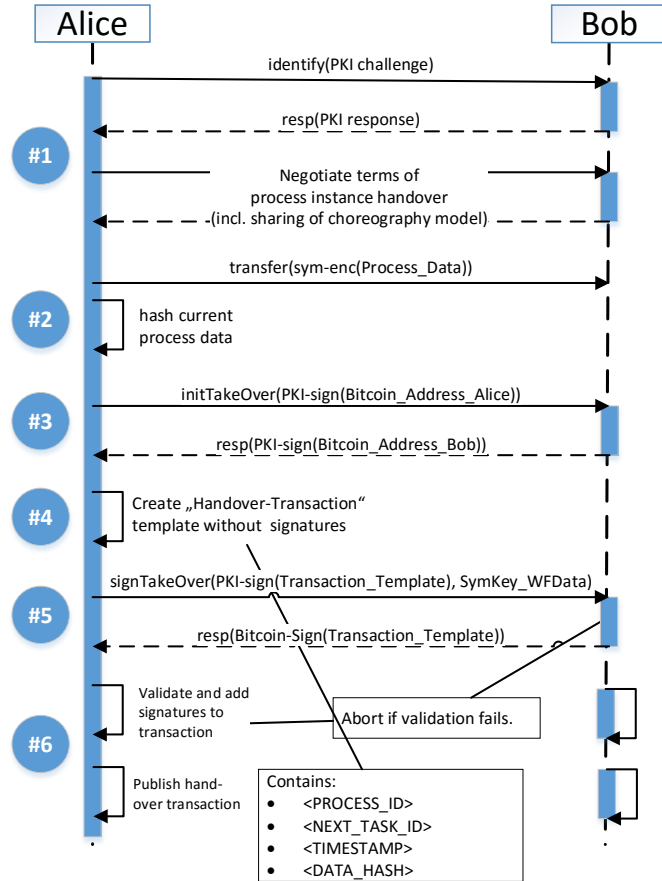 Alice
Bob
identify(PKI challenge)
resp(PKI response)
#1
Negotiate terms of
process instance handover
(incl. sharing of choreography model)
transfer(sym-enc(Process_Data))
#2
hash current
process data
initTakeOver(PKI-sign(Bitcoin_Address_Alice))
#3
resp(PKI-sign(Bitcoin_Address_Bob))
#4
Create „Handover-Transaction“
template without signatures
signTakeOver(PKI-sign(Transaction_Template), SymKey_WFData)
#5
resp(Bitcoin-Sign(Transaction_Template))
Validate and add
signatures to
transaction
Abort if validation fails.
#6
Publish hand-
over transaction
Contains:
• <PROCESS_ID>
• <NEXT_TASK_ID>
• <TIMESTAMP>
• <DATA_HASH>